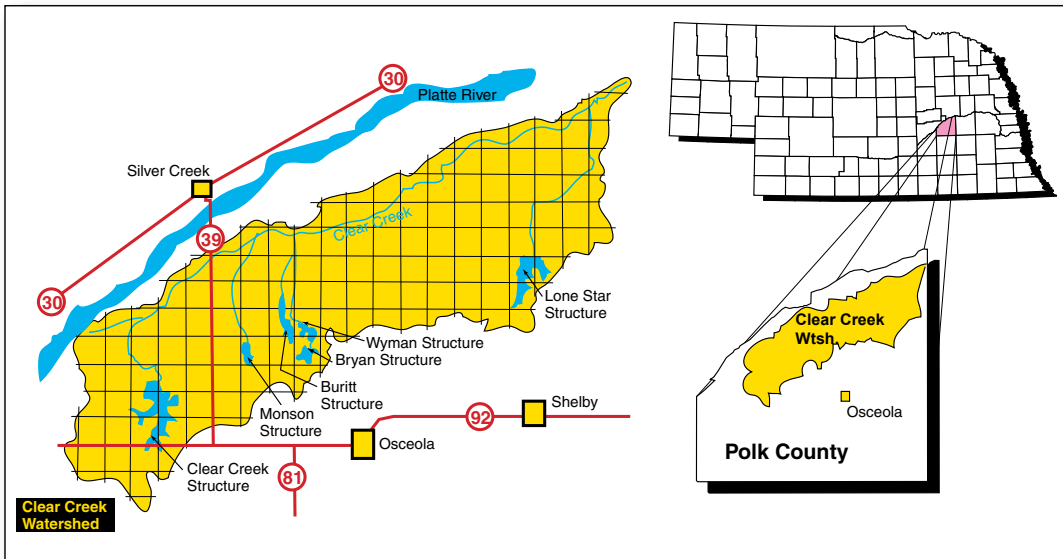 30
Platte River
Silver Creek
39
Clear Creek
30
Lone Star
Structure
Wyman Structure
Bryan Structure
Buritt
Structure
Monson
Structure
Shelby
92
Osceola
Clear Creek
Structure
81
Clear Creek
Watershed
Clear Creek
Wtsh.
Osceola
Polk County